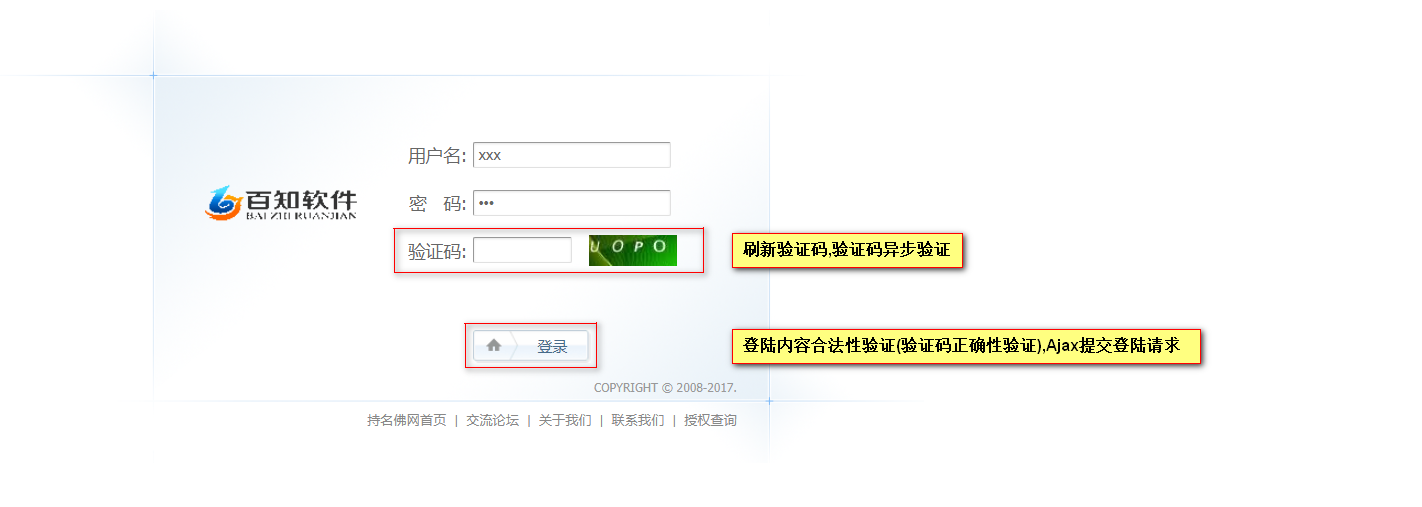 用户名: xxx
百知软件
BAI ZHI RUANJIAN
密 码: •••
验证码: UOPO
刷新验证码,验证码异步验证
登录
登陆内容合法性验证(验证码正确性验证),Ajax提交登陆请求
COPYRIGHT © 2008-2017.
持名佛网首页 | 交流论坛 | 关于我们 | 联系我们 | 授权查询